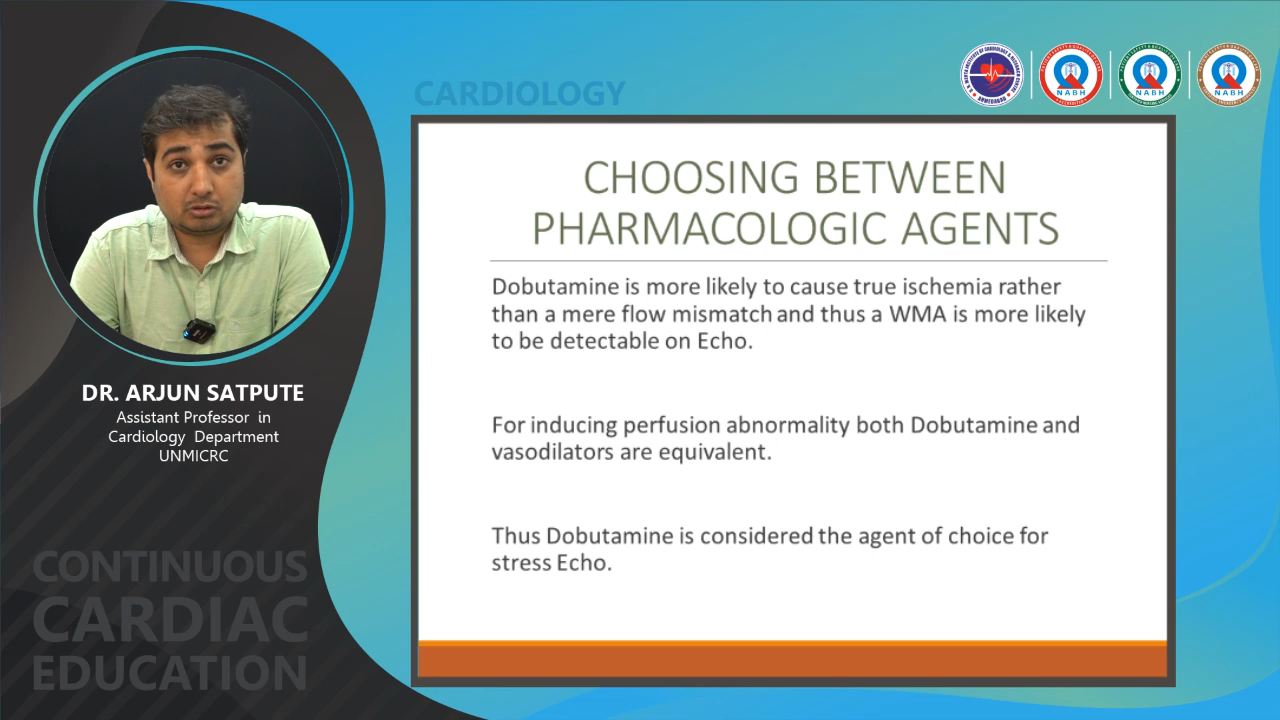 CARDIOLOGY
NABH
NABH
NABH
CHOOSING BETWEEN
PHARMACOLOGIC AGENTS
Dobutamine is more likely to cause true ischemia rather
than a mere flow mismatch and thus a WMA is more likely
to be detectable on Echo.
For inducing perfusion abnormality both Dobutamine and
vasodilators are equivalent.
Thus Dobutamine is considered the agent of choice for
stress Echo.
DR. ARJUN SATPUTE
Assistant Professor in
Cardiology Department
UNMICRC
CONTINUOUS
CARDIAC
EDUCATION